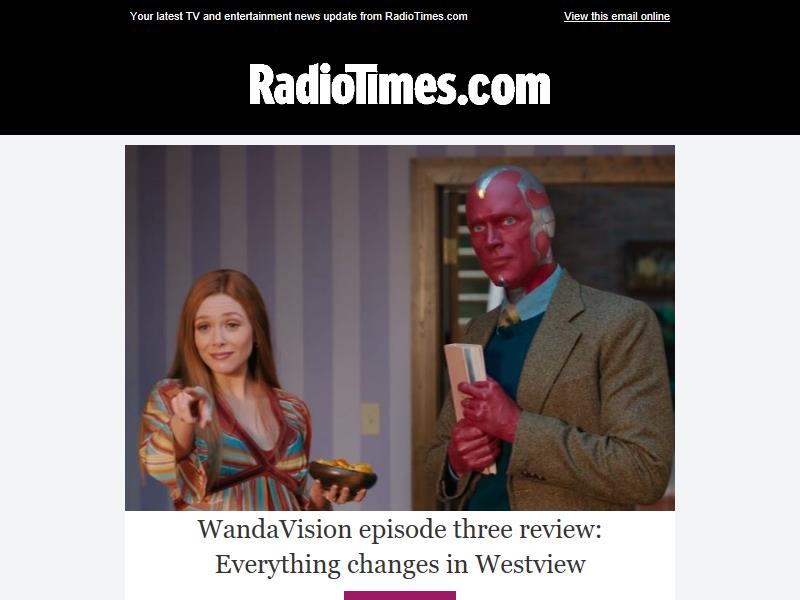 Your latest TV and entertainment news update from RadioTimes.com
View this email online
RadioTimes.com
WandaVision episode three review:
Everything changes in Westview